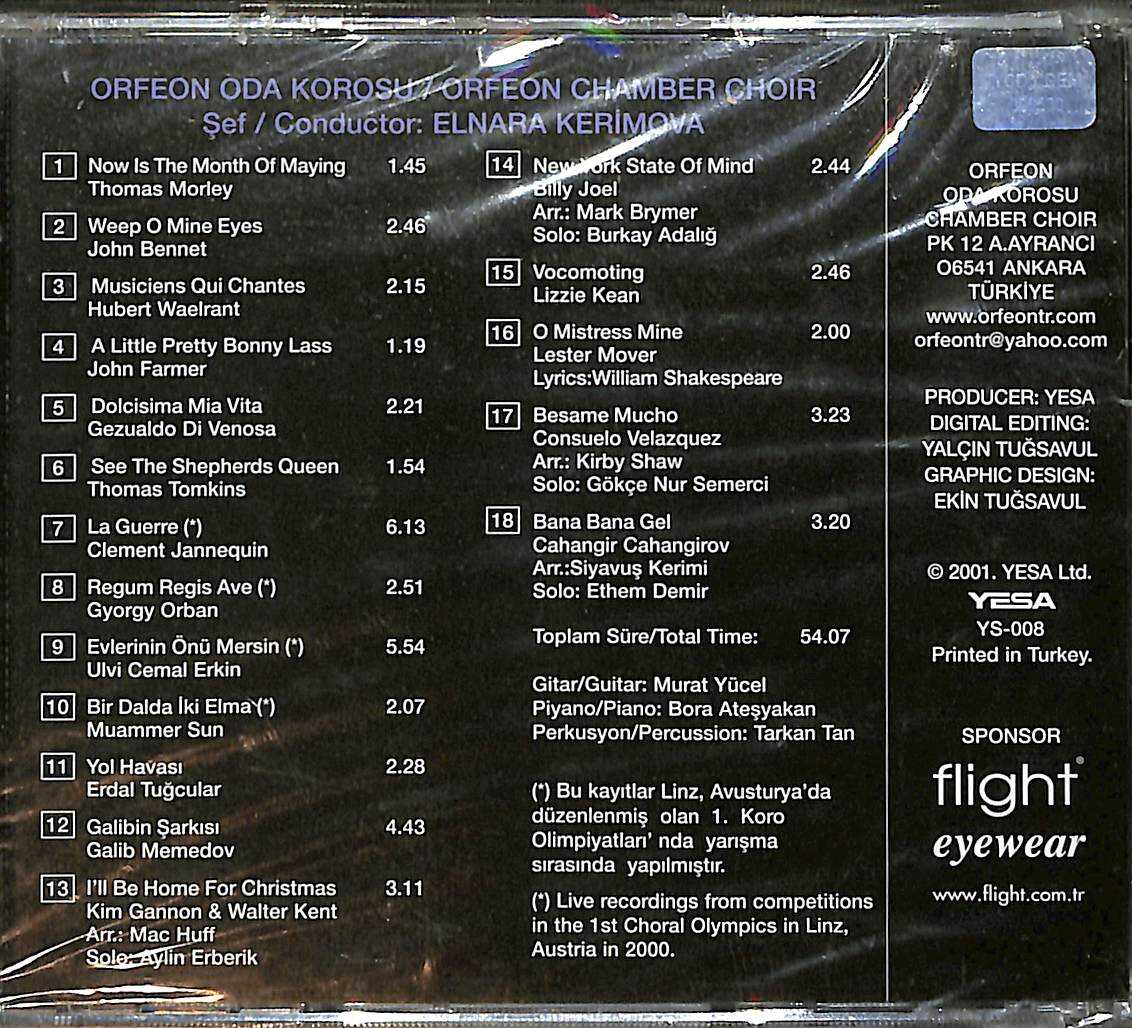 ORFEON ODA KOROSU / ORFEON CHAMBER CHOIR
Şef / Conductor: ELNARA KERİMOVA
1 Now Is The Month Of Maying 1.45
Thomas Morley
2 Weep O Mine Eyes 2.46
John Bennet
3 Musiciens Qui Chantes 2.15
Hubert Waelrant
4 A Little Pretty Bonny Lass 1.19
John Farmer
5 Dolcisima Mia Vita 2.21
Gezualdo Di Venosa
6 See The Shepherds Queen 1.54
Thomas Tomkins
7 La Guerre (*) 6.13
Clement Jannequin
8 Regum Regis Ave (*) 2.51
Gyorgy Orban
9 Evlerinin Önü Mersin (*) 5.54
Ulvi Cemal Erkin
10 Bir Dalda İki Elma (*) 2.07
Muammer Sun
11 Yol Havası 2.28
Erdal Tuğcular
12 Galibin Şarkısı 4.43
Galib Memedov
13 I'll Be Home For Christmas 3.11
Kim Gannon & Walter Kent
Arr.: Mac Huff
Solo: Aylin Erberik
14 New York State Of Mind 2.44
Billy Joel
Arr.: Mark Brymer
Solo: Burkay Adalığ
15 Vocomoting 2.46
Lizzie Kean
16 O Mistress Mine 2.00
Lester Mover
Lyrics:William Shakespeare
17 Besame Mucho 3.23
Consuelo Velazquez
Arr.: Kirby Shaw
Solo: Gökçe Nur Semerci
18 Bana Bana Gel 3.20
Cahangir Cahangirov
Arr.:Siyavuş Kerimi
Solo: Ethem Demir
Toplam Süre/Total Time: 54.07
Gitar/Guitar: Murat Yücel
Piyano/Piano: Bora Ateşyakan
Perkusyon/Percussion: Tarkan Tan
(*) Bu kayıtlar Linz, Avusturya'da
düzenlenmiş olan 1. Koro
Olimpiyatları' nda yarışma
sırasında yapılmıştır.
(*) Live recordings from competitions
in the 1st Choral Olympics in Linz,
Austria in 2000.
ORFEON
ODA KOROSU
CHAMBER CHOIR
PK 12 A.AYRANCI
06541 ANKARA
TÜRKİYE
www.orfeontr.com
orfeontr@yahoo.com
PRODUCER: YESA
DIGITAL EDITING:
YALÇIN TUĞSAVUL
GRAPHIC DESIGN:
EKİN TUĞSAVUL
© 2001. YESA Ltd.
YESA
YS-008
Printed in Turkey.
SPONSOR
flight®
eyewear
www.flight.com.tr